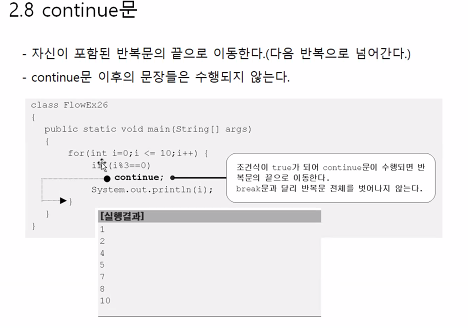 2.8 continue문
- 자신이 포함된 반복문의 끝으로 이동한다.(다음 반복으로 넘어간다.)
- continue문 이후의 문장들은 수행되지 않는다.
class FlowEx26
{
public static void main(String[] args)
{
for(int i=0;i <= 10;i++) {
(i%3==0)
continue;
System.out.println(i);
}
}
}
조건식이 true가 되어 continue문이 수행되면 반
복문의 끝으로 이동한다.
break문과 달리 반복문 전체를 벗어나지 않는다.
[실행결과]
1
2
4
5
7
8
10